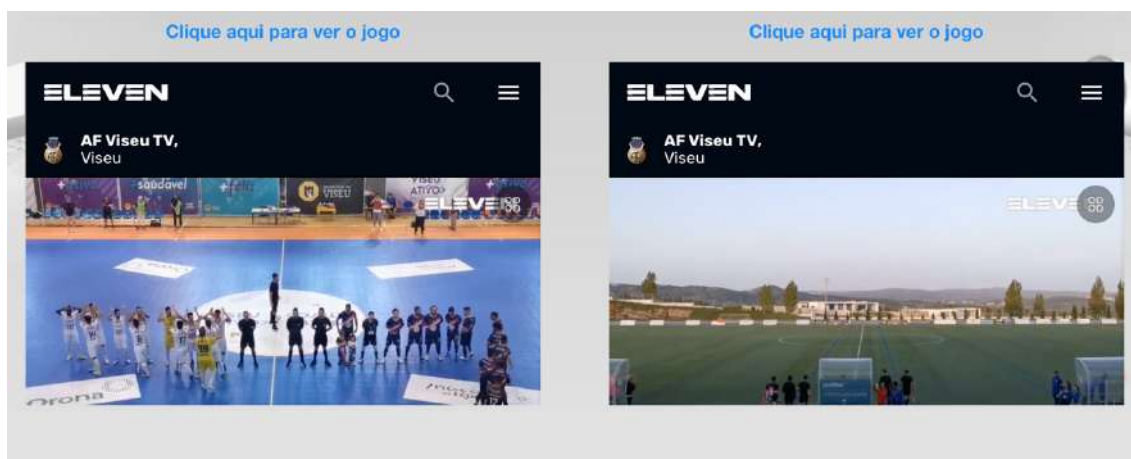 Clique aqui para ver o jogo
ELEVEN
AF Viseu TV,
Viseu
+saudável
VISEU
VISEU
ATIVO>
ELEVEN
Orona
Clique aqui para ver o jogo
ELEVEN
AF Viseu TV,
Viseu